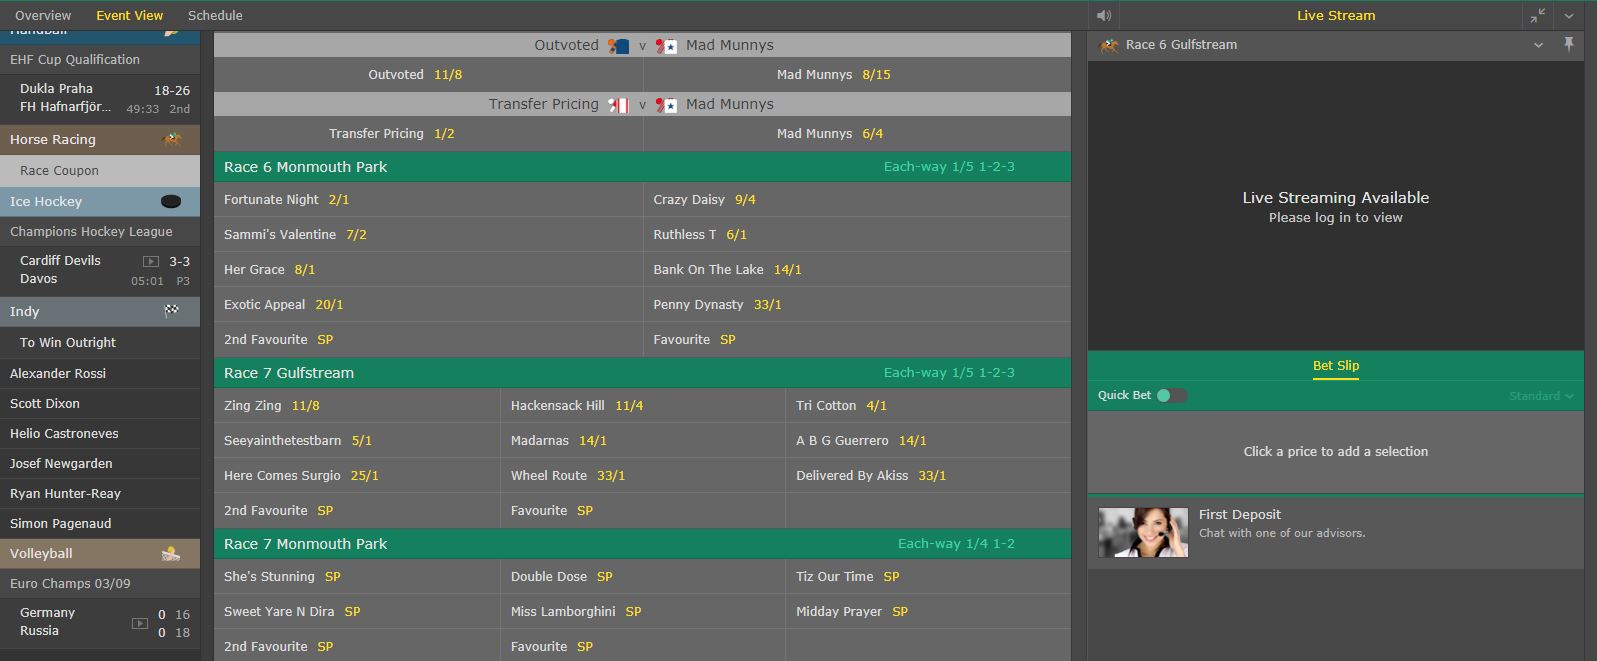 Overview Event View Schedule
Live Stream
Handball
EHF Cup Qualification
Dukla Praha 18-26
FH Hafnarfjör... 49:33 2nd
Horse Racing
Race Coupon
Ice Hockey
Champions Hockey League
Cardiff Devils 3-3
Davos 05:01 P3
Indy
To Win Outright
Alexander Rossi
Scott Dixon
Helio Castroneves
Josef Newgarden
Ryan Hunter-Reay
Simon Pagenaud
Volleyball
Euro Champs 03/09
Germany 0 16
Russia 0 18
Outvoted v Mad Munnys
Outvoted 11/8 Mad Munnys 8/15
Transfer Pricing v Mad Munnys
Transfer Pricing 1/2 Mad Munnys 6/4
Race 6 Monmouth Park Each-way 1/5 1-2-3
Fortunate Night 2/1 Crazy Daisy 9/4
Sammi's Valentine 7/2 Ruthless T 6/1
Her Grace 8/1 Bank On The Lake 14/1
Exotic Appeal 20/1 Penny Dynasty 33/1
2nd Favourite SP Favourite SP
Race 7 Gulfstream Each-way 1/5 1-2-3
Zing Zing 11/8 Hackensack Hill 11/4 Tri Cotton 4/1
Seeyainthetestbarn 5/1 Madarnas 14/1 A B G Guerrero 14/1
Here Comes Surgio 25/1 Wheel Route 33/1 Delivered By Akiss 33/1
2nd Favourite SP Favourite SP
Race 7 Monmouth Park Each-way 1/4 1-2
She's Stunning SP Double Dose SP Tiz Our Time SP
Sweet Yare N Dira SP Miss Lamborghini SP Midday Prayer SP
2nd Favourite SP Favourite SP
Race 6 Gulfstream
Live Streaming Available
Please log in to view
Bet Slip
Quick Bet Standard
Click a price to add a selection
First Deposit
Chat with one of our advisors.